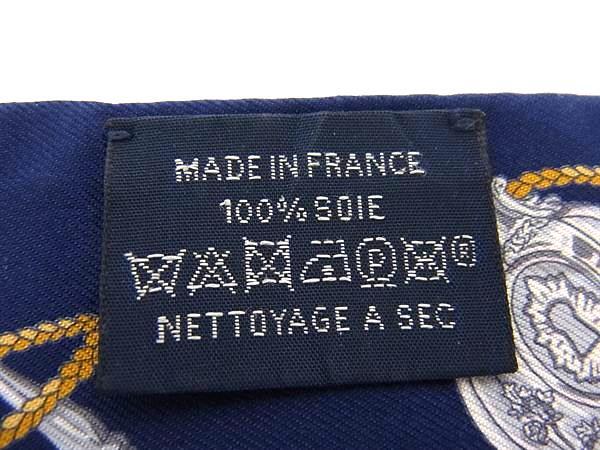 MADE IN FRANCE
100% SOIE
P ®
NETTOYAGE A SEC